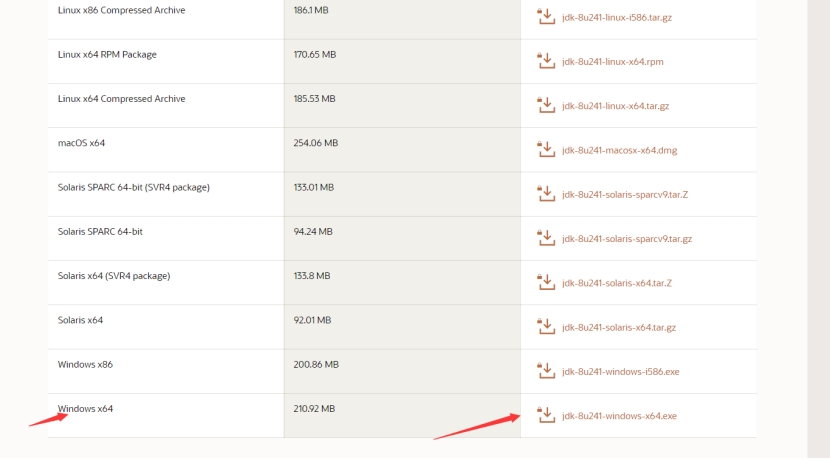 Linux x86 Compressed Archive 186.1 MB jdk-8u241-linux-i586.tar.gz
Linux x64 RPM Package 170.65 MB jdk-8u241-linux-x64.rpm
Linux x64 Compressed Archive 185.53 MB jdk-8u241-linux-x64.tar.gz
macOS x64 254.06 MB jdk-8u241-macosx-x64.dmg
Solaris SPARC 64-bit (SVR4 package) 133.01 MB jdk-8u241-solaris-sparcv9.tar.Z
Solaris SPARC 64-bit 94.24 MB jdk-8u241-solaris-sparcv9.tar.gz
Solaris x64 (SVR4 package) 133.8 MB jdk-8u241-solaris-x64.tar.Z
Solaris x64 92.01 MB jdk-8u241-solaris-x64.tar.gz
Windows x86 200.86 MB jdk-8u241-windows-i586.exe
Windows x64 210.92 MB jdk-8u241-windows-x64.exe